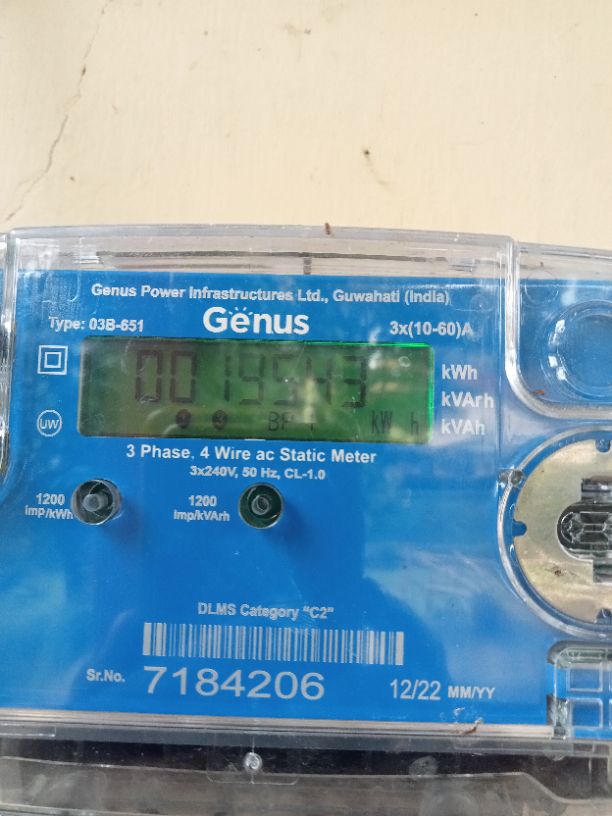 Genus Power Infrastructures Ltd., Guwahati (India)
Type: 03B-651 Genus 3x(10-60)A
0019543
kWh
kVArh
kVAh
kW h
UW
3 Phase, 4 Wire ac Static Meter
3x240V, 50 Hz, CL-1.0
1200 imp/kWh
1200 Imp/kVArh
DLMS Category "C2"
Sr.No. 7184206 12/22 MM/YY